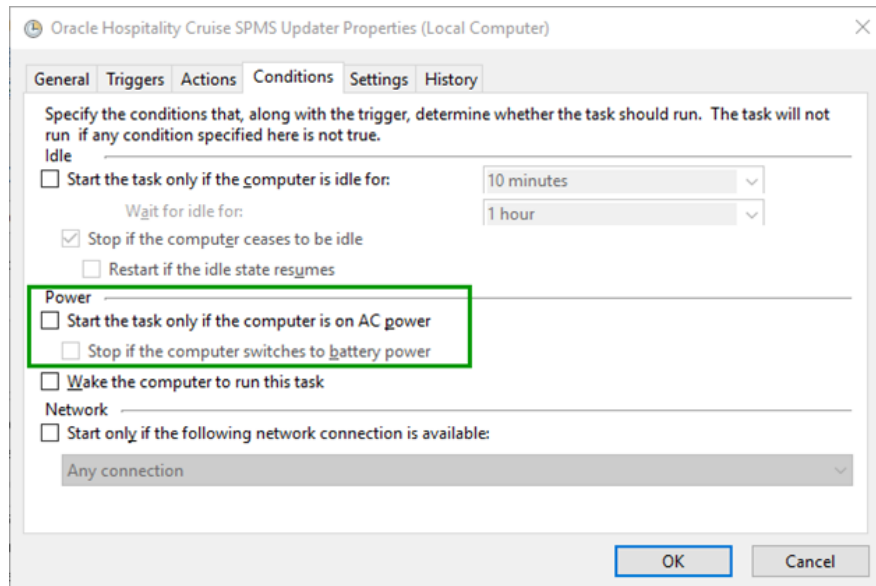 Oracle Hospitality Cruise SPMS Updater Properties (Local Computer)
General Triggers Actions Conditions Settings History
Specify the conditions that, along with the trigger, determine whether the task should run. The task will not
run if any condition specified here is not true.
Idle
Start the task only if the computer is idle for: 10 minutes
Wait for idle for: 1 hour
Stop if the computer ceases to be idle
Restart if the idle state resumes
Power
Start the task only if the computer is on AC power
Stop if the computer switches to battery power
Wake the computer to run this task
Network
Start only if the following network connection is available:
Any connection
OK Cancel